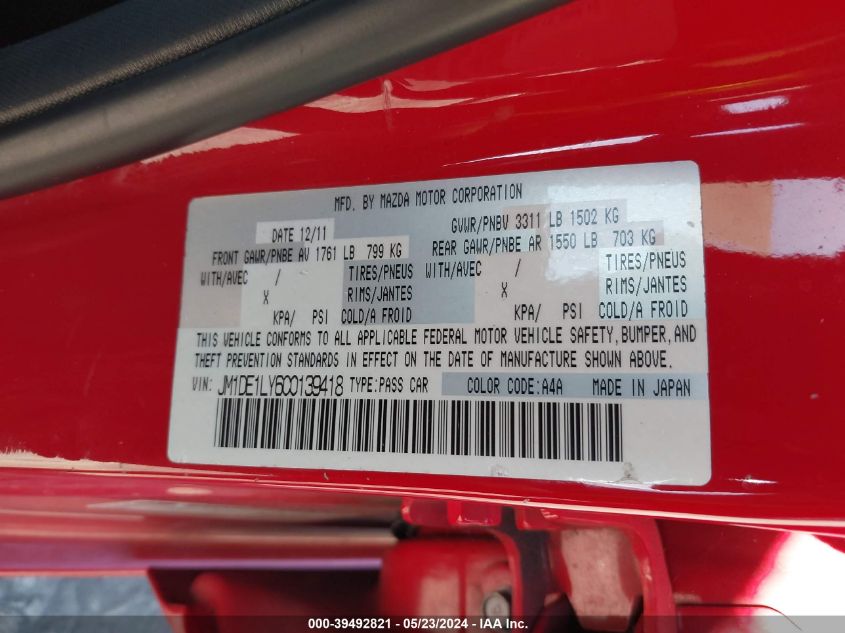 MFD. BY MAZDA MOTOR CORPORATION
DATE 12/11 GVWR/PNBV 3311 LB 1502 KG
FRONT GAWR/PNBE AV 1761 LB 799 KG REAR GAWR/PNBE AR 1550 LB 703 KG
WITH/AVEC / TIRES/PNEUS WITH/AVEC / TIRES/PNEUS
X RIMS/JANTES X RIMS/JANTES
KPA/ PSI COLD/A FROID KPA/ PSI COLD/A FROID
THIS VEHICLE CONFORMS TO ALL APPLICABLE FEDERAL MOTOR VEHICLE SAFETY, BUMPER, AND
THEFT PREVENTION STANDARDS IN EFFECT ON THE DATE OF MANUFACTURE SHOWN ABOVE.
VIN: JM1DE1LY6C0139418 TYPE:PASS CAR COLOR CODE:A4A MADE IN JAPAN
000-39492821 - 05/23/2024 - IAA Inc.